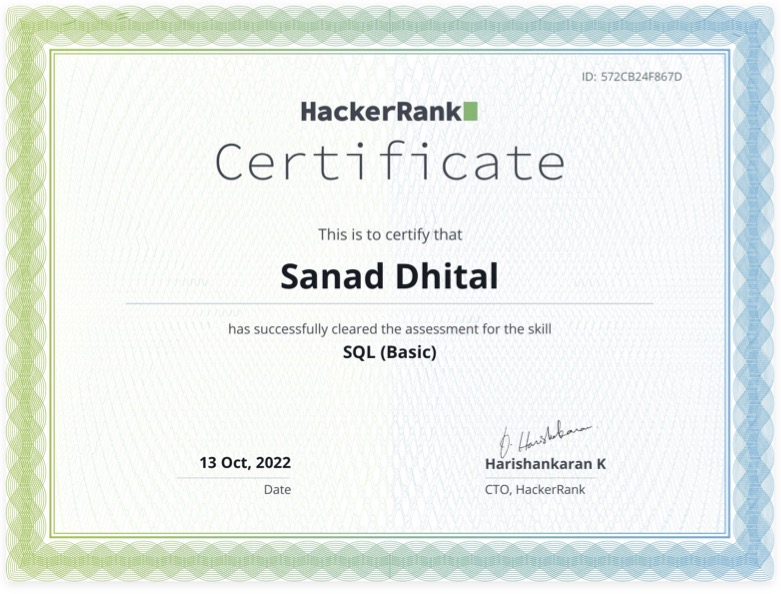 ID: 572CB24F867D
HackerRank
Certificate
This is to certify that
Sanad Dhital
has successfully cleared the assessment for the skill
SQL (Basic)
13 Oct, 2022
Date
Harishankaran K
CTO, HackerRank